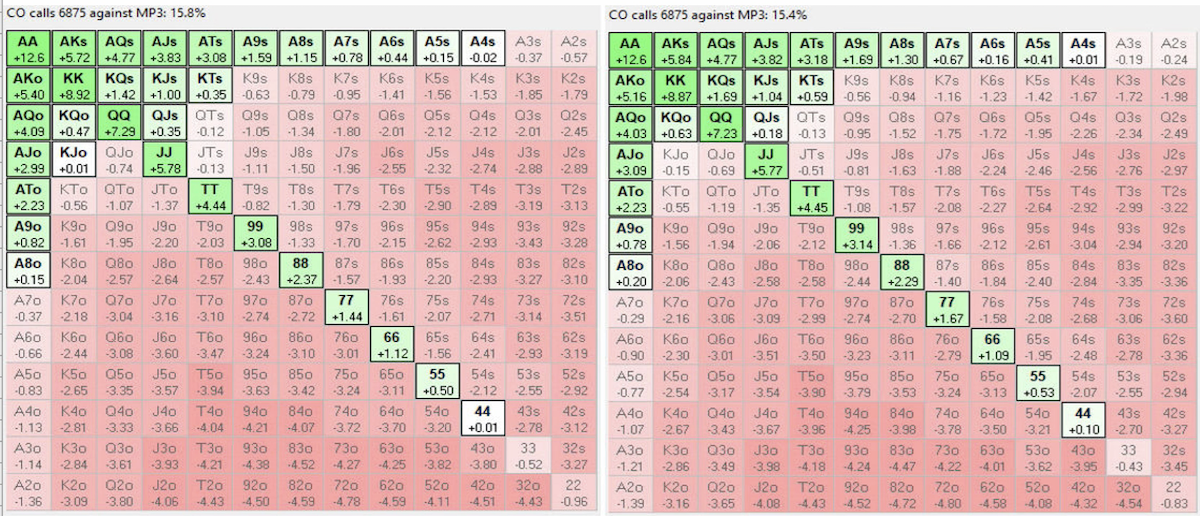 CO calls 6875 against MP3: 15.8%
AA AKs AQs AJs ATs A9s A8s A7s A6s A5s A4s A3s A2s
+12.6 +5.72 +4.77 +3.83 +3.08 +1.59 +1.15 +0.78 +0.44 +0.15 -0.02 -0.37 -0.57
AKo KK KQs KJs KTs K9s K8s K7s K6s K5s K4s K3s K2s
+5.40 +8.92 +1.42 +1.00 +0.35 -0.63 -0.79 -0.95 -1.41 -1.56 -1.53 -1.85 -1.79
AQo KQo QQ QJs QTs Q9s Q8s Q7s Q6s Q5s Q4s Q3s Q2s
+4.09 +0.47 +7.29 +0.35 -0.12 -1.05 -1.34 -1.80 -2.01 -2.12 -2.12 -2.01 -2.45
AJo KJo QJo JJ JTs J9s J8s J7s J6s J5s J4s J3s J2s
+2.99 +0.01 -0.74 +5.78 -0.13 -1.11 -1.50 -1.96 -2.55 -2.32 -2.74 -2.88 -2.89
ATo KTo QTo JTo TT T9s T8s T7s T6s T5s T4s T3s T2s
+2.23 -0.56 -1.07 -1.37 +4.44 -0.82 -1.30 -1.79 -2.30 -2.90 -2.89 -3.19 -3.13
A9o K9o Q9o J9o T9o 99 98s 97s 96s 95s 94s 93s 92s
+0.82 -1.61 -1.95 -2.20 -2.03 +3.08 -1.33 -1.70 -2.15 -2.62 -2.93 -3.43 -3.28
A8o K8o Q8o J8o T8o 98o 88 87s 86s 85s 84s 83s 82s
+0.15 -2.04 -2.57 -2.64 -2.57 -2.43 +2.37 -1.57 -1.93 -2.20 -2.93 -3.27 -3.10
A7o K7o Q7o J7o T7o 97o 87o 77 76s 75s 74s 73s 72s
-0.37 -2.18 -3.04 -3.16 -3.10 -2.74 -2.72 +1.44 -1.61 -2.07 -2.71 -3.14 -3.51
A6o K6o Q6o J6o T6o 96o 86o 76o 66 65s 64s 63s 62s
-0.66 -2.44 -3.08 -3.60 -3.47 -3.24 -3.10 -3.01 +1.12 -1.56 -2.41 -2.93 -3.19
A5o K5o Q5o J5o T5o 95o 85o 75o 65o 55 54s 53s 52s
-0.83 -2.65 -3.35 -3.57 -3.94 -3.63 -3.42 -3.24 -3.11 +0.50 -2.12 -2.55 -2.92
A4o K4o Q4o J4o T4o 94o 84o 74o 64o 54o 44 43s 42s
-1.13 -2.81 -3.33 -3.66 -4.04 -4.21 -4.07 -3.72 -3.70 -3.20 +0.01 -2.78 -3.12
A3o K3o Q3o J3o T3o 93o 83o 73o 63o 53o 43o 33 32s
-1.14 -2.84 -3.61 -3.93 -4.21 -4.38 -4.52 -4.27 -4.25 -3.82 -3.80 -0.52 -3.27
A2o K2o Q2o J2o T2o 92o 82o 72o 62o 52o 42o 32o 22
-1.36 -3.09 -3.80 -4.06 -4.43 -4.50 -4.59 -4.78 -4.59 -4.11 -4.51 -4.43 -0.96
CO calls 6875 against MP3: 15.4%
AA AKs AQs AJs ATs A9s A8s A7s A6s A5s A4s A3s A2s
+12.6 +5.84 +4.77 +3.82 +3.18 +1.69 +1.30 +0.67 +0.16 +0.41 +0.01 -0.19 -0.24
AKo KK KQs KJs KTs K9s K8s K7s K6s K5s K4s K3s K2s
+5.16 +8.87 +1.69 +1.04 +0.59 -0.56 -0.94 -1.16 -1.23 -1.42 -1.67 -1.72 -1.98
AQo KQo QQ QJs QTs Q9s Q8s Q7s Q6s Q5s Q4s Q3s Q2s
+4.03 +0.63 +7.23 +0.18 -0.13 -0.95 -1.52 -1.75 -1.72 -1.95 -2.26 -2.34 -2.49
AJo KJo QJo JJ JTs J9s J8s J7s J6s J5s J4s J3s J2s
+3.09 -0.15 -0.69 +5.77 -0.51 -0.81 -1.63 -1.88 -2.24 -2.46 -2.56 -2.76 -2.97
ATo KTo QTo JTo TT T9s T8s T7s T6s T5s T4s T3s T2s
+2.23 -0.55 -1.19 -1.35 +4.45 -1.08 -1.57 -2.08 -2.27 -2.64 -2.92 -2.99 -3.22
A9o K9o Q9o J9o T9o 99 98s 97s 96s 95s 94s 93s 92s
+0.78 -1.56 -1.94 -2.06 -2.12 +3.14 -1.36 -1.66 -2.12 -2.61 -3.04 -2.94 -3.20
A8o K8o Q8o J8o T8o 98o 88 87s 86s 85s 84s 83s 82s
+0.20 -2.06 -2.43 -2.58 -2.58 -2.44 +2.29 -1.40 -1.84 -2.40 -2.84 -3.35 -3.36
A7o K7o Q7o J7o T7o 97o 87o 77 76s 75s 74s 73s 72s
-0.29 -2.16 -3.06 -3.09 -2.99 -2.74 -2.70 +1.67 -1.58 -2.08 -2.68 -3.06 -3.60
A6o K6o Q6o J6o T6o 96o 86o 76o 66 65s 64s 63s 62s
-0.90 -2.30 -3.01 -3.51 -3.50 -3.23 -3.11 -2.79 +1.09 -1.95 -2.48 -2.78 -3.36
A5o K5o Q5o J5o T5o 95o 85o 75o 65o 55 54s 53s 52s
-0.77 -2.54 -3.17 -3.54 -3.90 -3.79 -3.53 -3.24 -3.13 +0.53 -2.07 -2.55 -2.94
A4o K4o Q4o J4o T4o 94o 84o 74o 64o 54o 44 43s 42s
-1.07 -2.67 -3.43 -3.67 -3.96 -4.25 -3.98 -3.78 -3.50 -3.21 +0.10 -2.70 -3.27
A3o K3o Q3o J3o T3o 93o 83o 73o 63o 53o 43o 33 32s
-1.21 -2.86 -3.49 -3.98 -4.18 -4.24 -4.47 -4.22 -4.01 -3.62 -3.95 -0.43 -3.45
A2o K2o Q2o J2o T2o 92o 82o 72o 62o 52o 42o 32o 22
-1.39 -3.16 -3.65 -4.08 -4.43 -4.52 -4.72 -4.80 -4.58 -4.08 -4.32 -4.54 -0.83